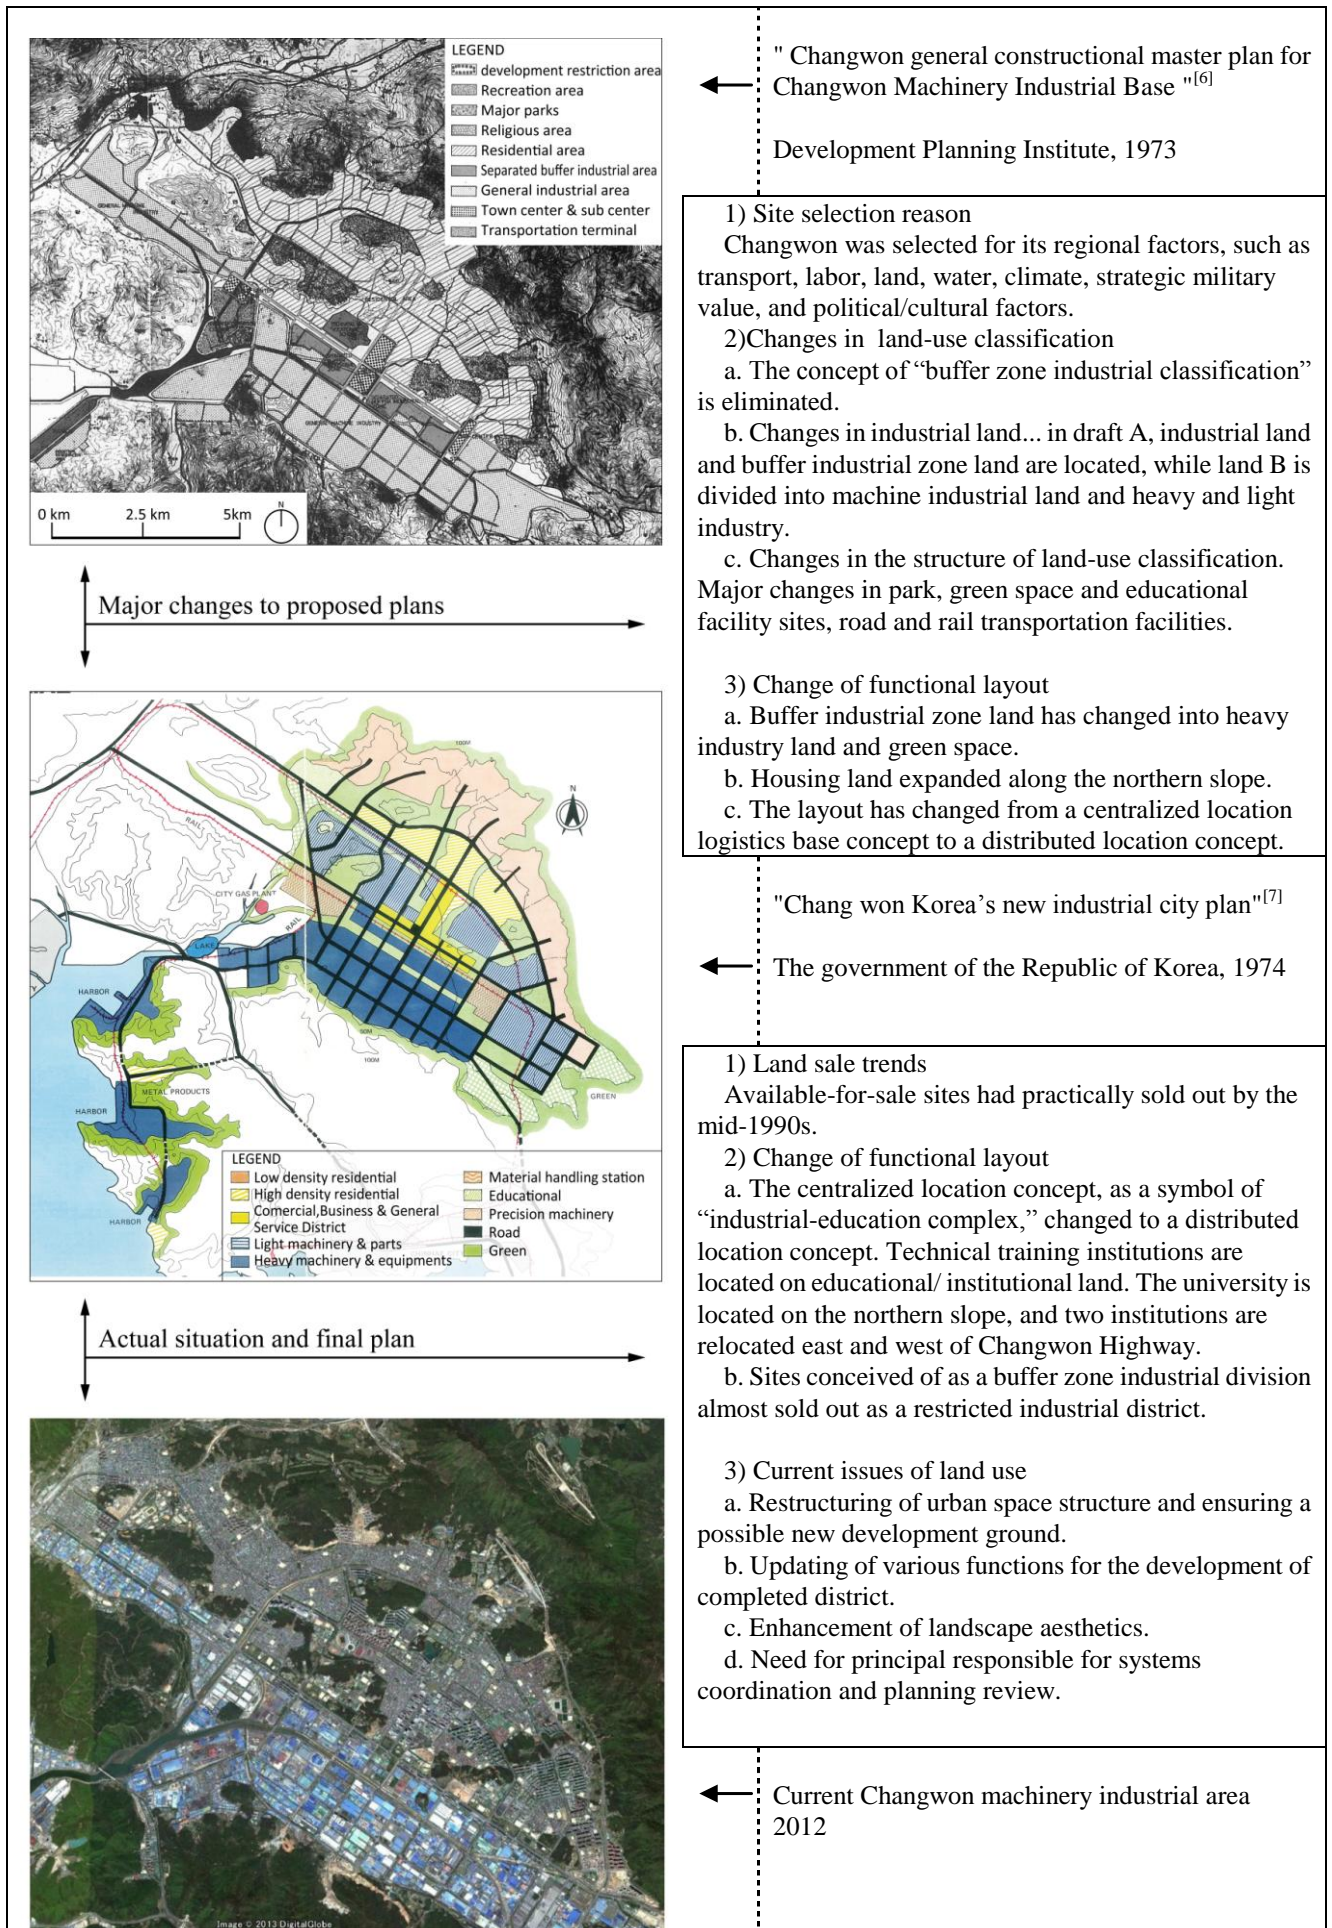 LEGEND
development restriction area
Recreation area
Major parks
Religious area
Residential area
Separated buffer industrial area
General industrial area
Town center & sub center
Transportation terminal
GENERAL MACHINE INDUSTRY
0 km 2.5 km 5km
N
" Changwon general constructional master plan for
Changwon Machinery Industrial Base "[6]
Development Planning Institute, 1973
1) Site selection reason
Changwon was selected for its regional factors, such as
transport, labor, land, water, climate, strategic military
value, and political/cultural factors.
2)Changes in land-use classification
a. The concept of “buffer zone industrial classification”
is eliminated.
b. Changes in industrial land... in draft A, industrial land
and buffer industrial zone land are located, while land B is
divided into machine industrial land and heavy and light
industry.
c. Changes in the structure of land-use classification.
Major changes in park, green space and educational
facility sites, road and rail transportation facilities.
3) Change of functional layout
a. Buffer industrial zone land has changed into heavy
industry land and green space.
b. Housing land expanded along the northern slope.
c. The layout has changed from a centralized location
logistics base concept to a distributed location concept.
Major changes to proposed plans
100M
N
RAIL
CITY GAS PLANT
RAIL
LAKE
HARBOR
50M
100M
METAL PRODUCTS
HARBOR
GREEN
HARBOR
LEGEND
Low density residential
High density residential
Comercial,Business & General
Service District
Light machinery & parts
Heavy machinery & equipments
Material handling station
Educational
Precision machinery
Road
Green
"Chang won Korea’s new industrial city plan"[7]
The government of the Republic of Korea, 1974
Actual situation and final plan
1) Land sale trends
Available-for-sale sites had practically sold out by the
mid-1990s.
2) Change of functional layout
a. The centralized location concept, as a symbol of
“industrial-education complex,” changed to a distributed
location concept. Technical training institutions are
located on educational/ institutional land. The university is
located on the northern slope, and two institutions are
relocated east and west of Changwon Highway.
b. Sites conceived of as a buffer zone industrial division
almost sold out as a restricted industrial district.
3) Current issues of land use
a. Restructuring of urban space structure and ensuring a
possible new development ground.
b. Updating of various functions for the development of
completed district.
c. Enhancement of landscape aesthetics.
d. Need for principal responsible for systems
coordination and planning review.
Current Changwon machinery industrial area
2012
Image © 2013 DigitalGlobe